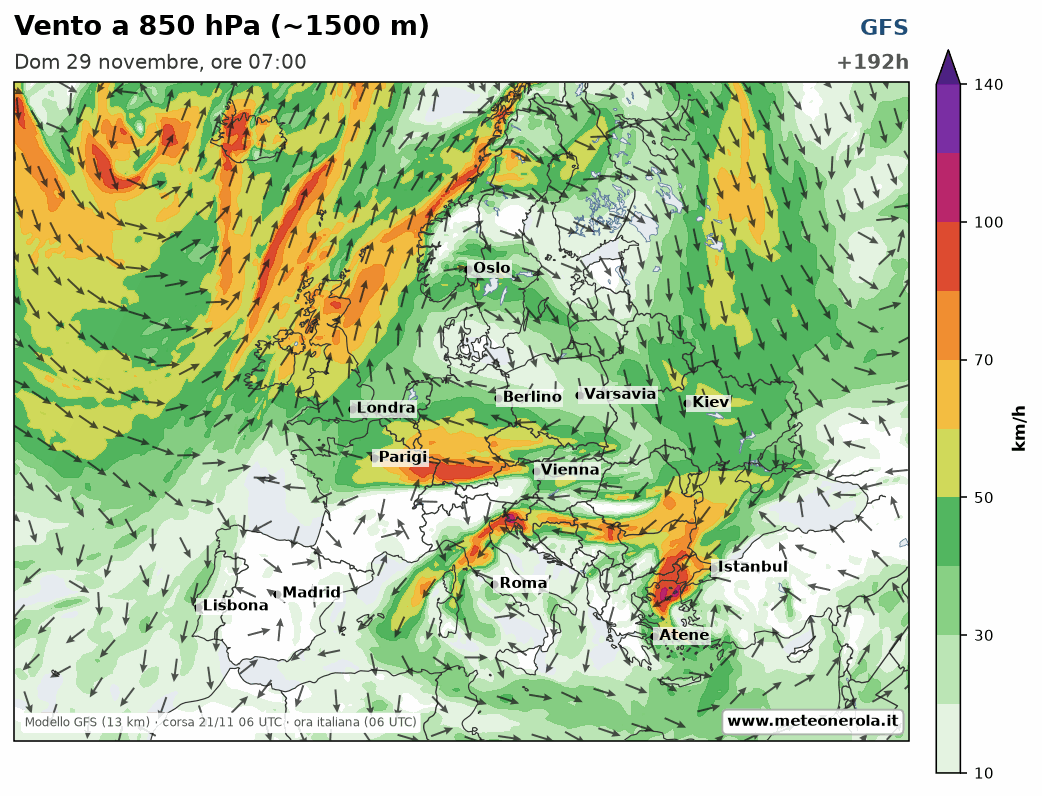 Vento a 850 hPa (~1500 m)
GFS
Dom 29 novembre, ore 07:00
+192h
140
100
70
50
30
10
km/h
Oslo
Londra
Berlino
Varsavia
Kiev
Parigi
Vienna
Madrid
Lisbona
Roma
Istanbul
Atene
Modello GFS (13 km) · corsa 21/11 06 UTC · ora italiana (06 UTC)
www.meteonerola.it